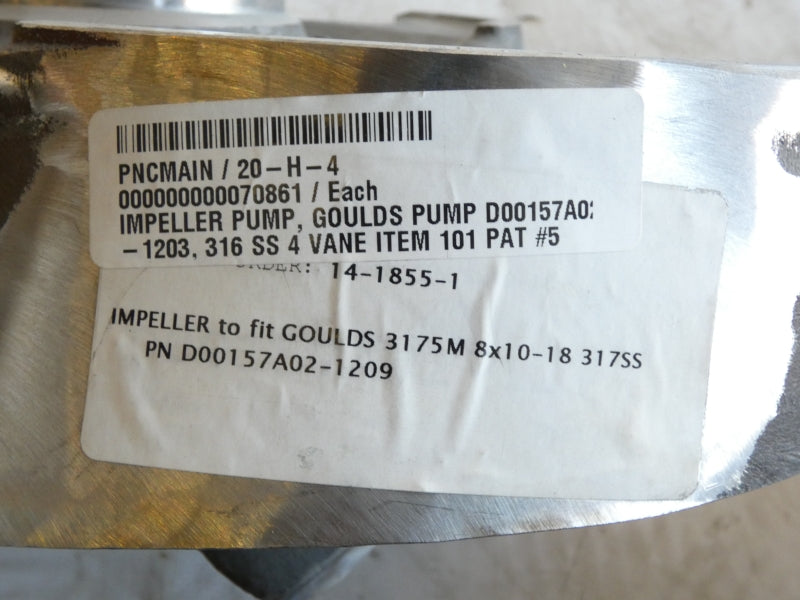 PNCMAIN / 20-H-4
000000000070861 / Each
IMPELLER PUMP, GOULDS PUMP D00157A02
-1203, 316 SS 4 VANE ITEM 101 PAT #5
ORDER: 14-1855-1
IMPELLER to fit GOULDS 3175M 8x10-18 317SS
PN D00157A02-1209